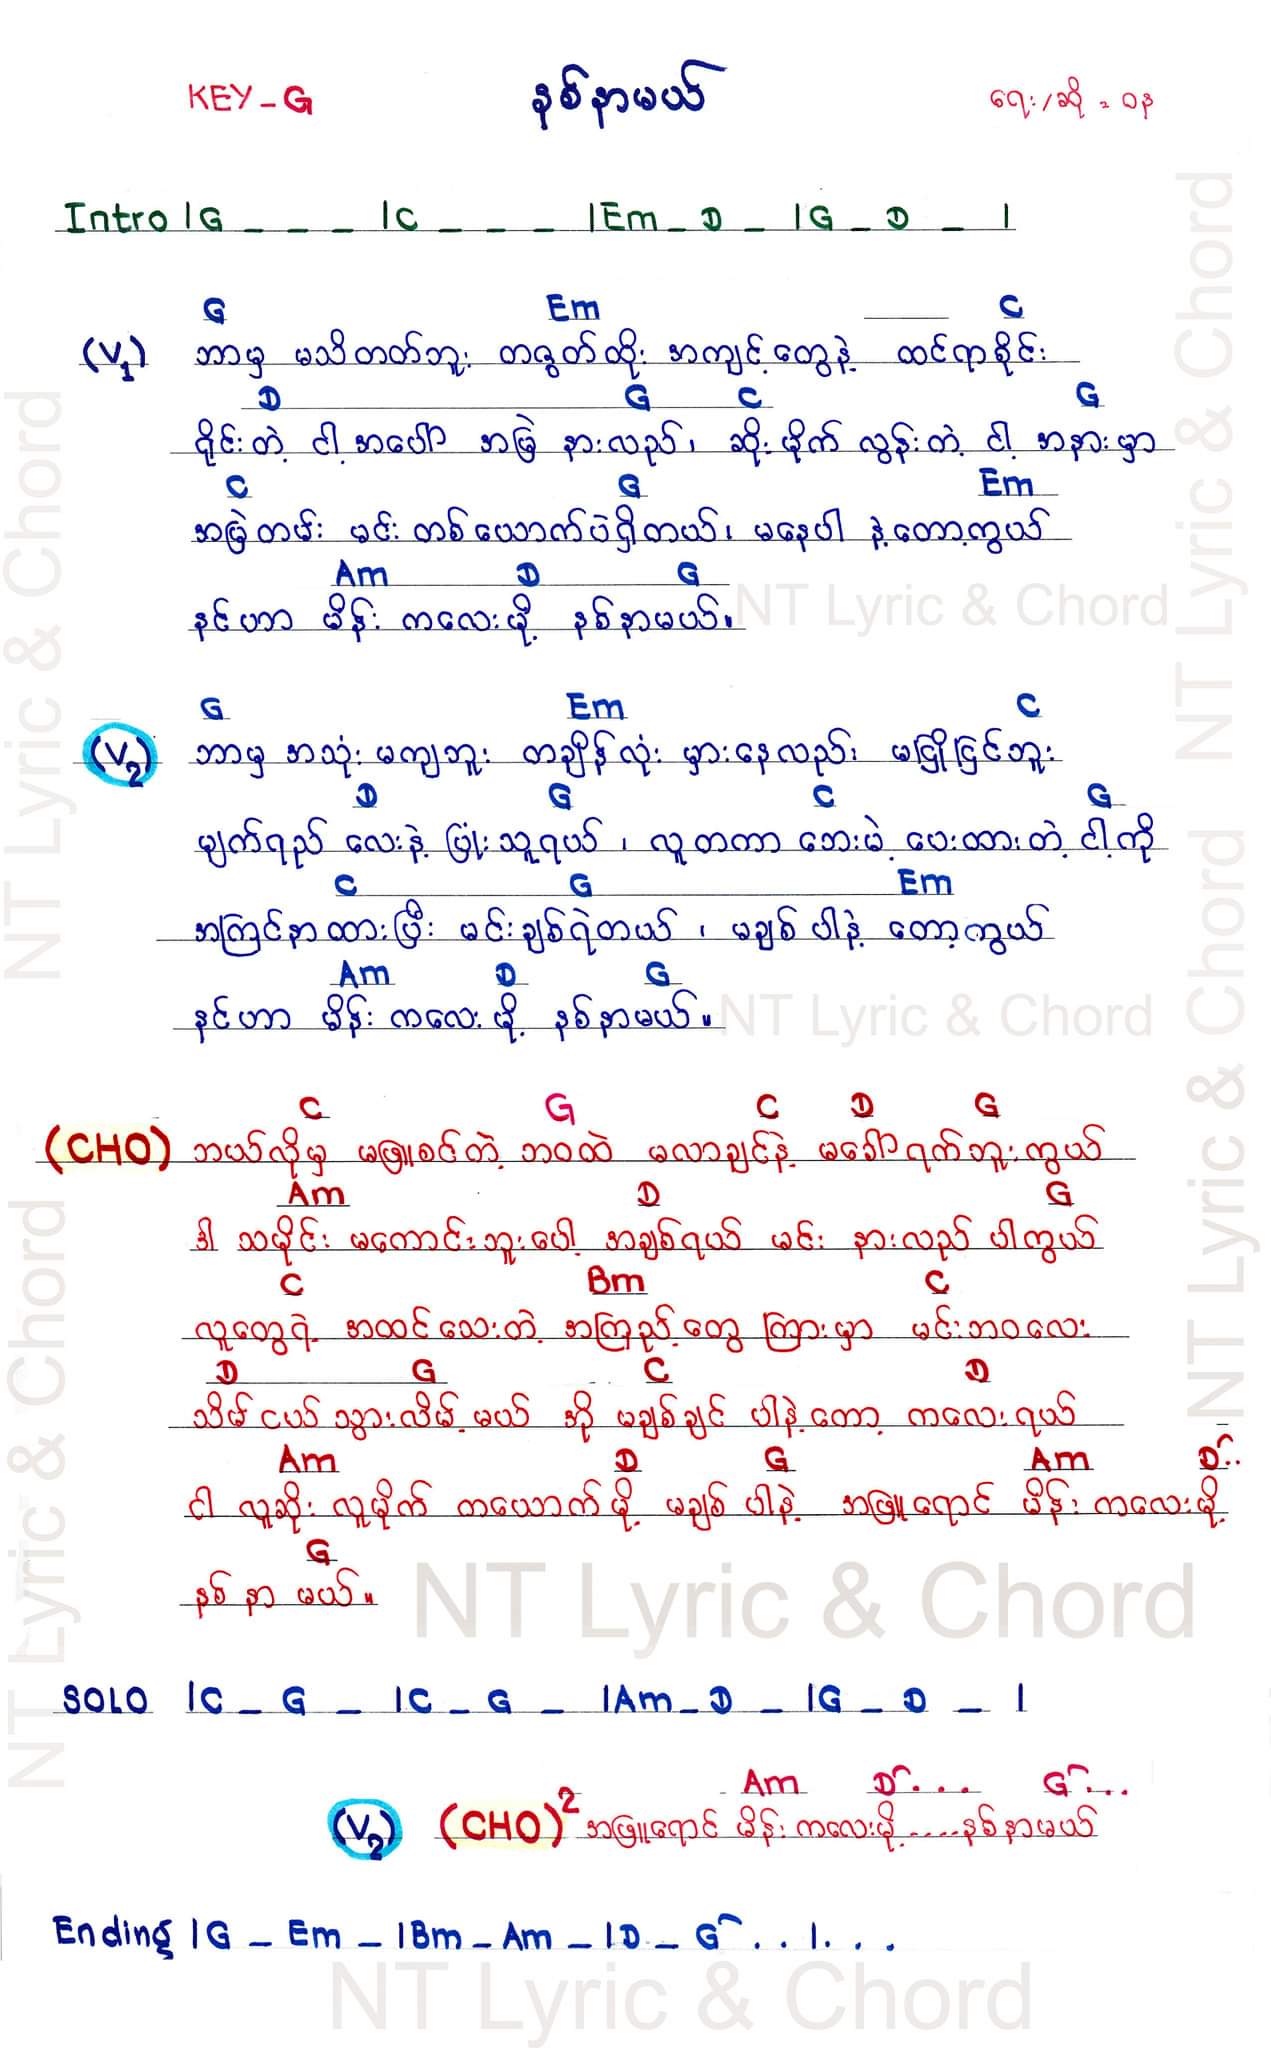 KEY - G
နစ်နာမယ်
ရေး/ဆို = ဝန
Intro |G _ _ _ |C _ _ _ |Em _ D _ |G _ D _ |
G Em C
(V1) ဘာမှ မသိတတ်ဘူး တဇွတ်ထိုး အကျင့်တွေနဲ့ ထင်ရာစိုင်း
D G C G
ရိုင်းတဲ့ ငါ့အပေါ် အမြဲ နားလည်၊ ဆိုးမိုက်လွန်းတဲ့ ငါ့ အနားမှာ
C G Em
အမြဲတမ်း မင်း တစ်ယောက်ပဲရှိတယ်၊ မနေပါ နဲ့တော့ကွယ်
Am D G
နင်ဟာ မိန်း ကလေးမို့ နစ်နာမယ်။
NT Lyric & Chord
G Em C
(V2) ဘာမှ အသုံးမကျဘူး တချိန်လုံး မှားနေလည်း မငြိုငြင်ဘူး
D G C G
မျက်ရည် လေးနဲ့ ပြုံးသူရယ်၊ လူတကာ ဘေးမဲ့ ပေးထားတဲ့ ငါ့ကို
C G Em
အကြင်နာထားပြီး မင်းချစ်ရဲတယ်၊ မချစ်ပါနဲ့ တော့ကွယ်
Am D G
နင်ဟာ မိန်းကလေးမို့ နစ်နာမယ်။
NT Lyric & Chord
C G C D G
(CHO) ဘယ်လိုမှ မဖြူစင်တဲ့ ဘဝထဲ မလာချင်နဲ့ မခေါ်ရက်ဘူးကွယ်
Am D G
ဒါ သမိုင်း မကောင်းဘူးပေါ့ အချစ်ရယ် မင်း နားလည် ပါကွယ်
C Bm C
လူတွေရဲ့ အထင်သေးတဲ့ အကြည့်တွေ ကြားမှာ မင်းဘဝလေး
D G C D
သိမ်ငယ် သွားလိမ့်မယ် အို မချစ်ချင် ပါနဲ့တော့ ကလေးရယ်
Am D G Am D..
ငါ လူဆိုး လူမိုက် တယောက်မို့ မချစ် ပါနဲ့ အဖြူရောင် မိန်းကလေးမို့
G
နစ်နာ မယ်။
NT Lyric & Chord
SOLO |C _ G _ |C _ G _ |Am _ D _ |G _ D _ |
Am D... G...
(V2) (CHO)2 အဖြူရောင် မိန်းကလေးမို့.....နစ်နာမယ်
Ending |G _ Em _ |Bm _ Am _ |D _ G . . |. . .
NT Lyric & Chord
NT Lyric & Chord
NT Lyric & Chord
NT Lyric & Chord
NT Lyric & Chord